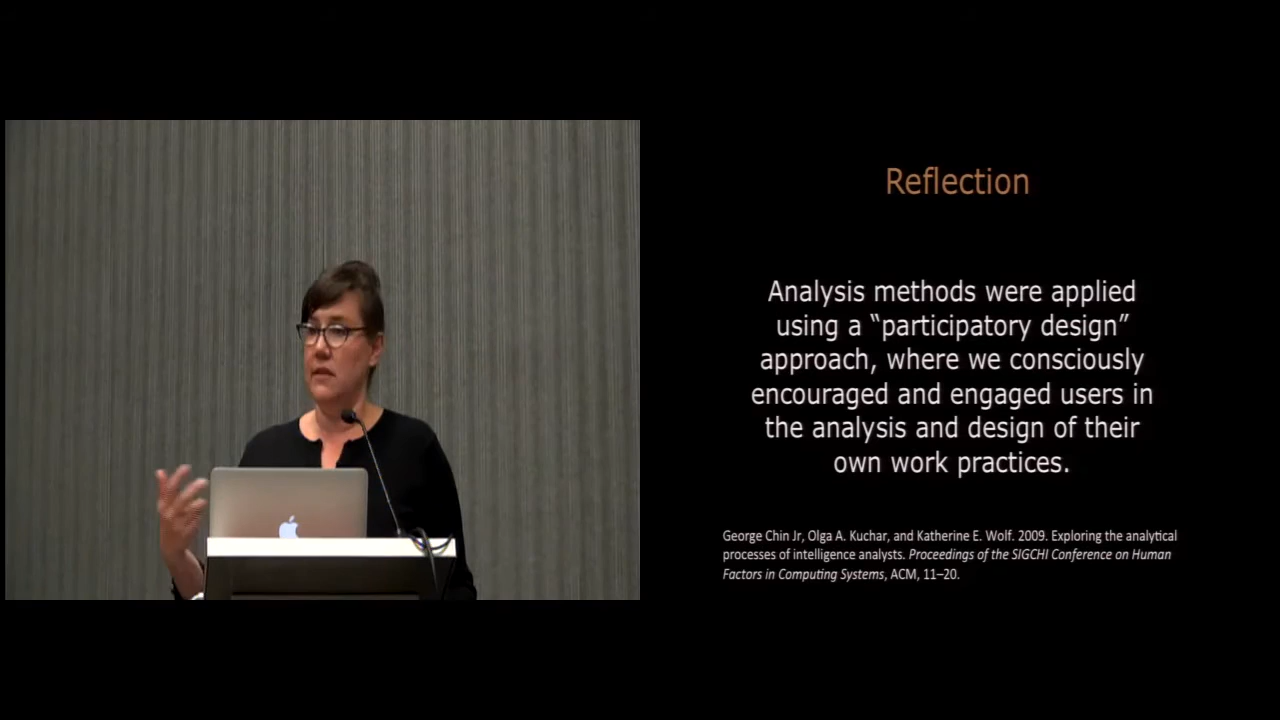 Reflection
Analysis methods were applied
using a “participatory design”
approach, where we consciously
encouraged and engaged users in
the analysis and design of their
own work practices.
George Chin Jr, Olga A. Kuchar, and Katherine E. Wolf. 2009. Exploring the analytical
processes of intelligence analysts. Proceedings of the SIGCHI Conference on Human
Factors in Computing Systems, ACM, 11–20.